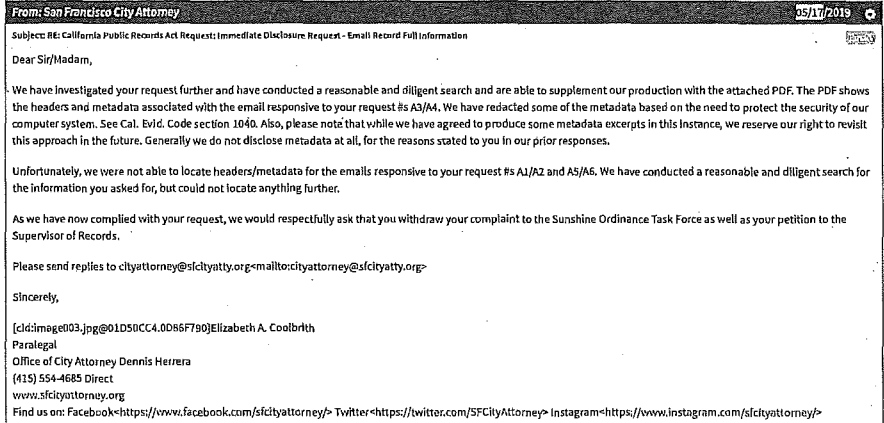 From: San Francisco City Attorney 05/17/2019
Subject: RE: California Public Records Act Request: Immediate Disclosure Request - Email Record Full Information
Dear Sir/Madam,
We have investigated your request further and have conducted a reasonable and diligent search and are able to supplement our production with the attached PDF. The PDF shows
the headers and metadata associated with the email responsive to your request #s A3/A4. We have redacted some of the metadata based on the need to protect the security of our
computer system. See Cal. Evid. Code section 1040. Also, please note that while we have agreed to produce some metadata excerpts in this instance, we reserve our right to revisit
this approach in the future. Generally we do not disclose metadata at all, for the reasons stated to you in our prior responses.
Unfortunately, we were not able to locate headers/metadata for the emails responsive to your request #s A1/A2 and A5/A6. We have conducted a reasonable and diligent search for
the information you asked for, but could not locate anything further.
As we have now complied with your request, we would respectfully ask that you withdraw your complaint to the Sunshine Ordinance Task Force as well as your petition to the
Supervisor of Records.
Please send replies to cityattorney@sfcityatty.org<mailto:cityattorney@sfcityatty.org>
Sincerely,
[cid:image003.jpg@01D50CC4.0DB6F790]Elizabeth A. Coolbrith
Paralegal
Office of City Attorney Dennis Herrera
(415) 554-4685 Direct
www.sfcityattorney.org
Find us on: Facebook<https://www.facebook.com/sfcityattorney/> Twitter<https://twitter.com/SFCityAttorney> Instagram<https://www.instagram.com/sfcityattorney/>